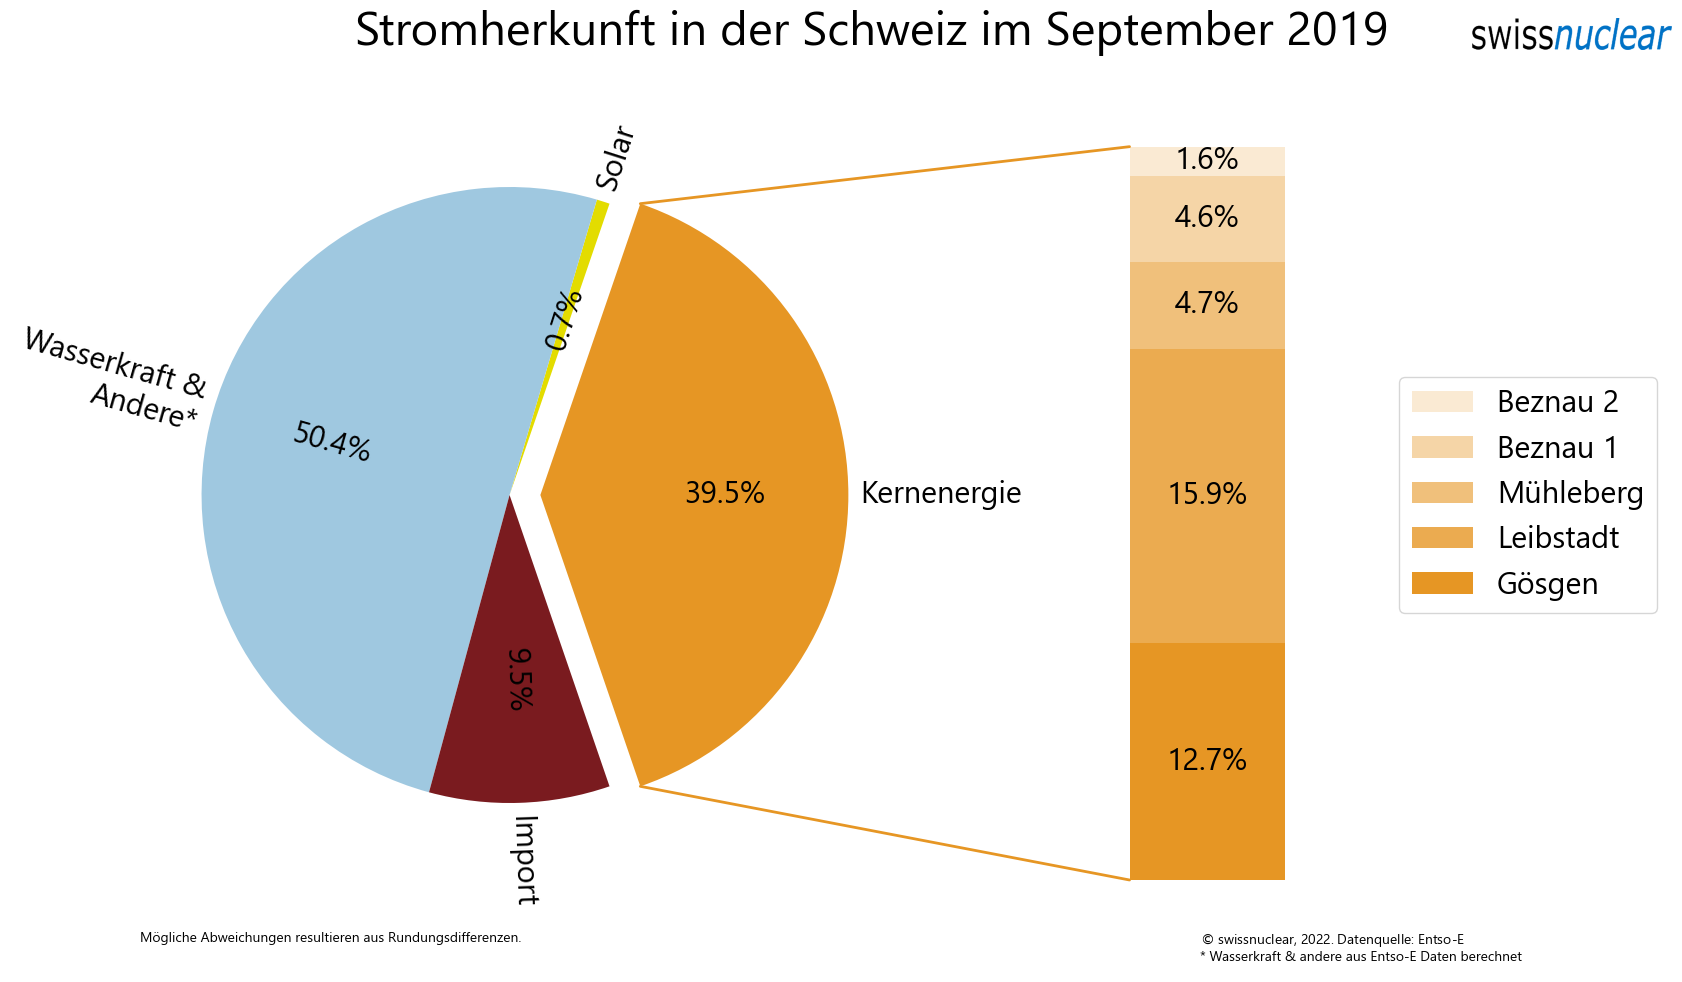 Stromherkunft in der Schweiz im September 2019
swissnuclear
Solar
0.7%
Wasserkraft &
Andere*
50.4%
39.5%
Kernenergie
9.5%
Import
1.6%
4.6%
4.7%
15.9%
12.7%
Beznau 2
Beznau 1
Mühleberg
Leibstadt
Gösgen
Mögliche Abweichungen resultieren aus Rundungsdifferenzen.
© swissnuclear, 2022. Datenquelle: Entso-E
* Wasserkraft & andere aus Entso-E Daten berechnet